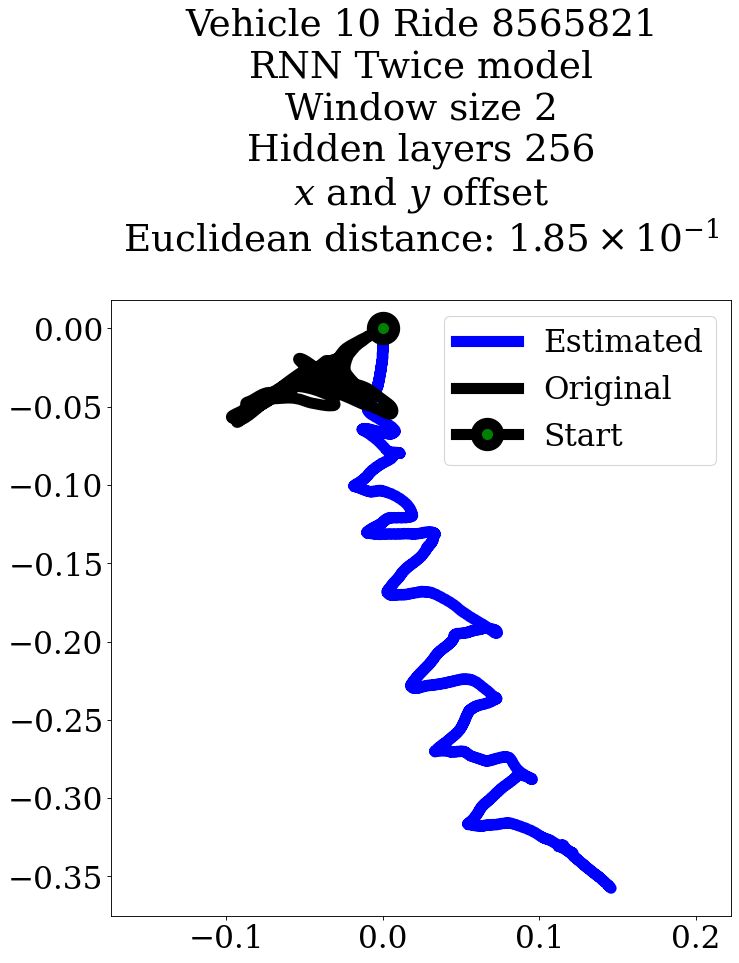 Vehicle 10 Ride 8565821
RNN Twice model
Window size 2
Hidden layers 256
x and y offset
Euclidean distance: 1.85 × 10⁻¹
Estimated
Original
Start
0.00
−0.05
−0.10
−0.15
−0.20
−0.25
−0.30
−0.35
−0.1 0.0 0.1 0.2